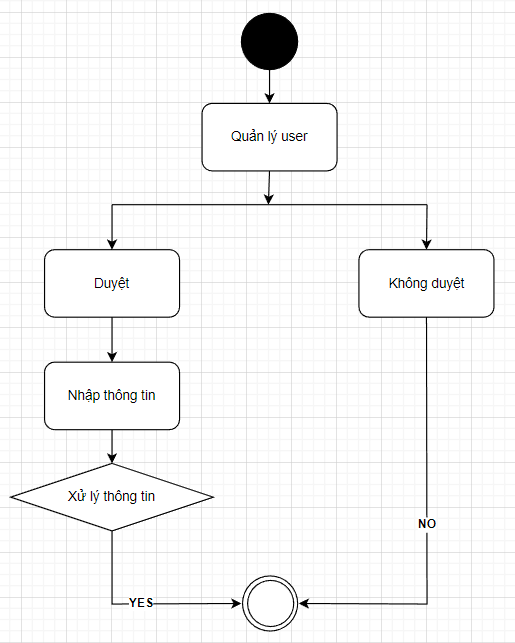 Quản lý user
Duyệt
Không duyệt
Nhập thông tin
Xử lý thông tin
NO
YES